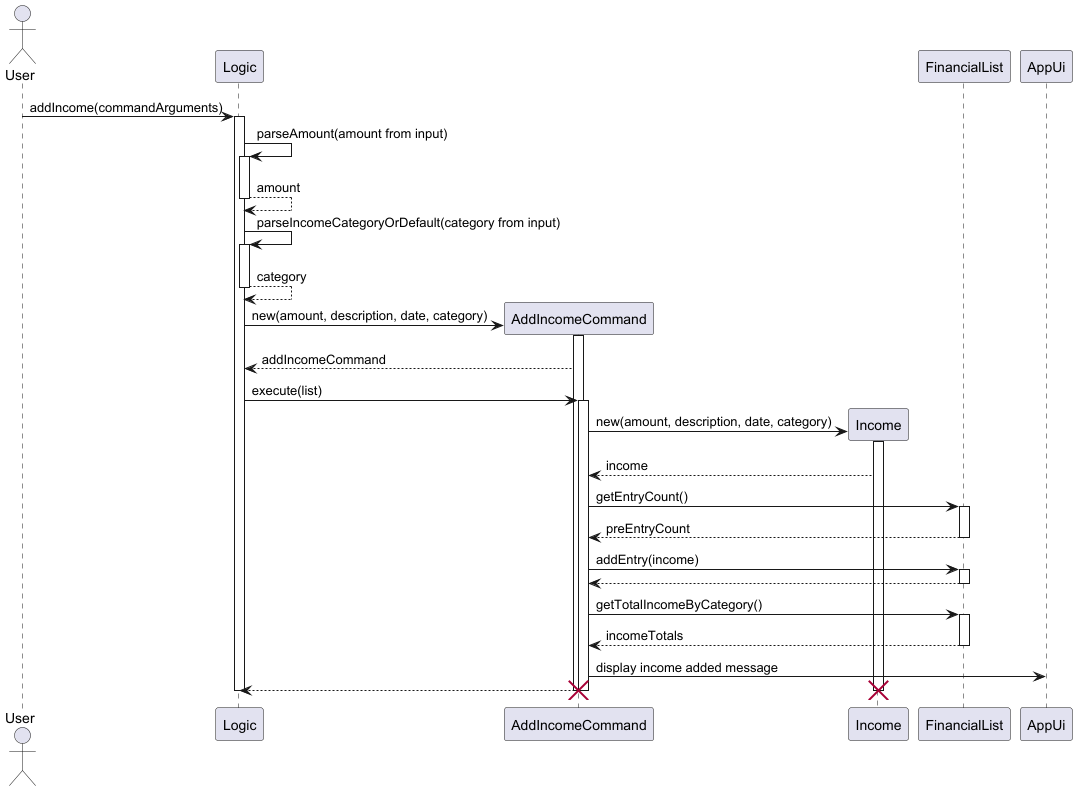 User
Logic
FinancialList
AppUi
addIncome(commandArguments)
parseAmount(amount from input)
amount
parseIncomeCategoryOrDefault(category from input)
category
new(amount, description, date, category)
AddIncomeCommand
addIncomeCommand
execute(list)
new(amount, description, date, category)
Income
income
getEntryCount()
preEntryCount
addEntry(income)
getTotalIncomeByCategory()
incomeTotals
display income added message
User
Logic
AddIncomeCommand
Income
FinancialList
AppUi